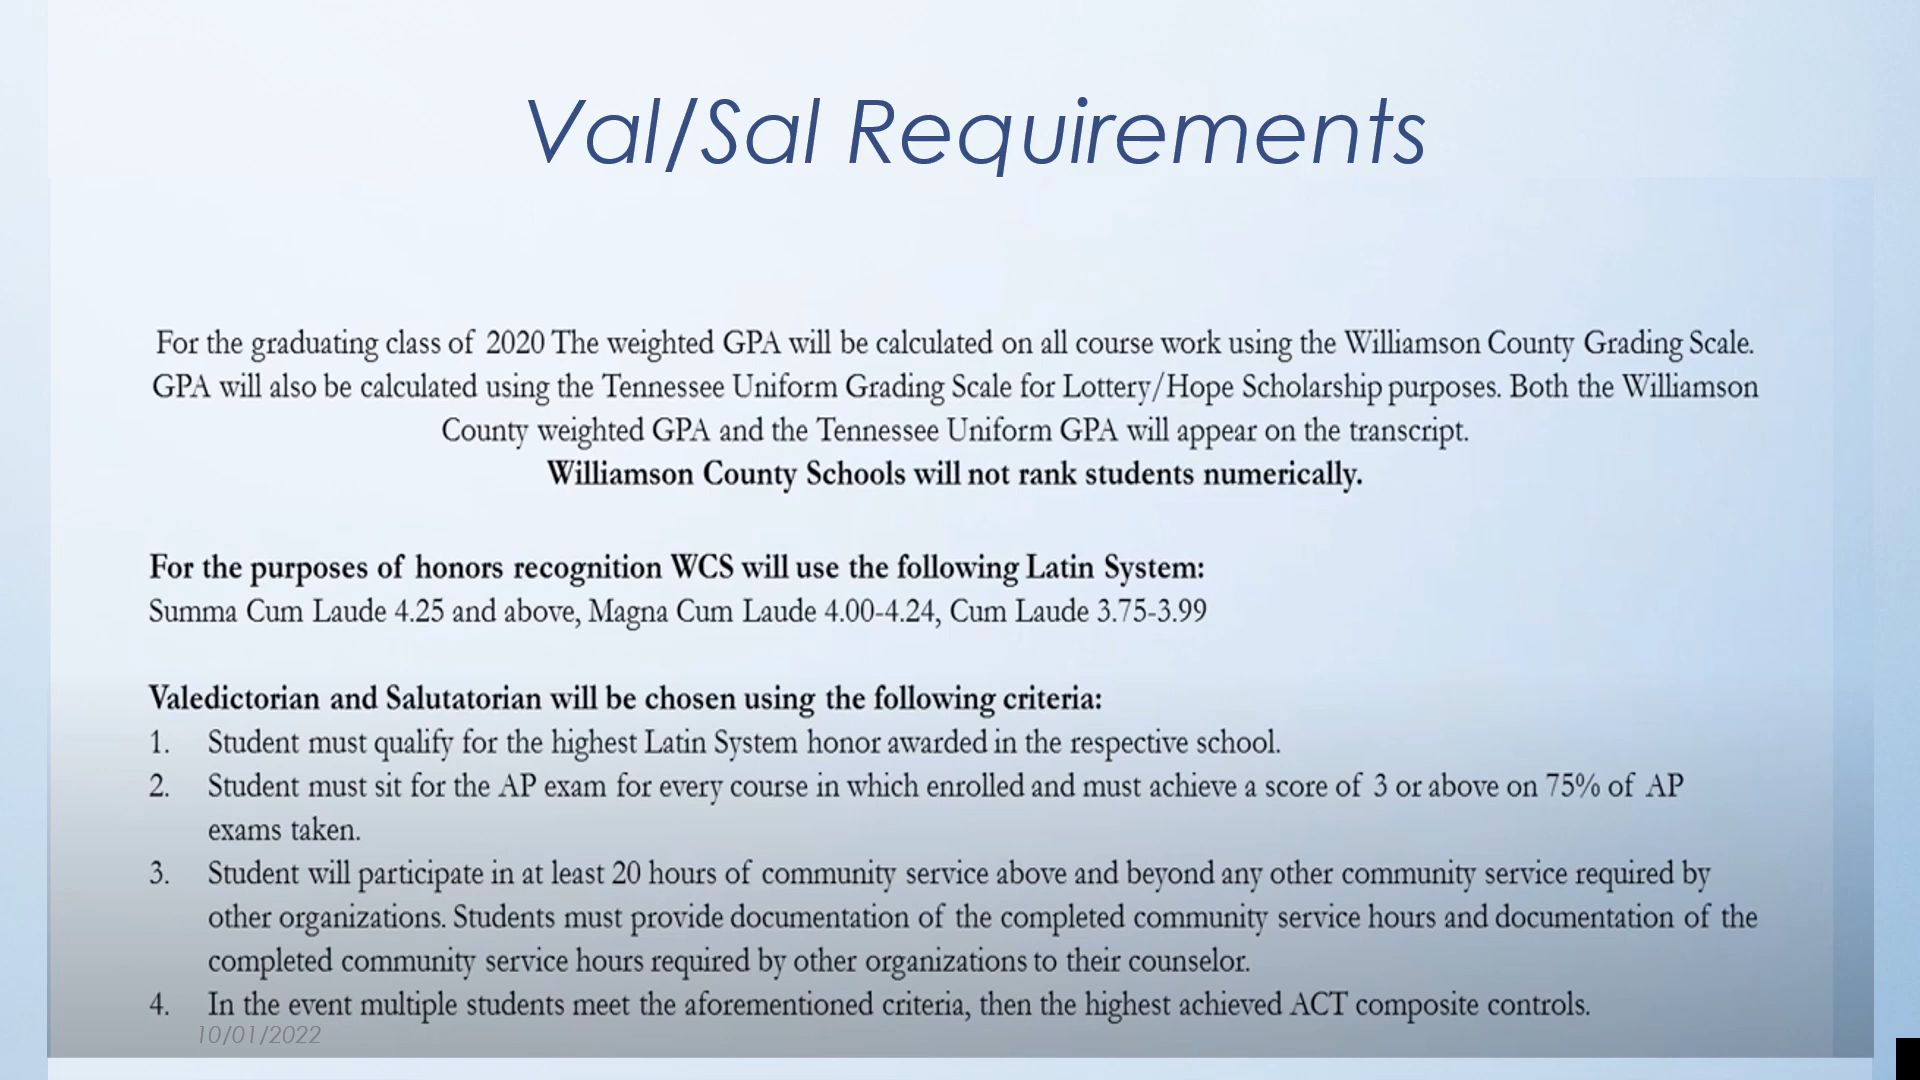 Val/Sal Requirements
For the graduating class of 2020 The weighted GPA will be calculated on all course work using the Williamson County Grading Scale.
GPA will also be calculated using the Tennessee Uniform Grading Scale for Lottery/Hope Scholarship purposes. Both the Williamson
County weighted GPA and the Tennessee Uniform GPA will appear on the transcript.
Williamson County Schools will not rank students numerically.
For the purposes of honors recognition WCS will use the following Latin System:
Summa Cum Laude 4.25 and above, Magna Cum Laude 4.00-4.24, Cum Laude 3.75-3.99
Valedictorian and Salutatorian will be chosen using the following criteria:
1. Student must qualify for the highest Latin System honor awarded in the respective school.
2. Student must sit for the AP exam for every course in which enrolled and must achieve a score of 3 or above on 75% of AP
exams taken.
3. Student will participate in at least 20 hours of community service above and beyond any other community service required by
other organizations. Students must provide documentation of the completed community service hours and documentation of the
completed community service hours required by other organizations to their counselor.
4. In the event multiple students meet the aforementioned criteria, then the highest achieved ACT composite controls.
10/01/2022